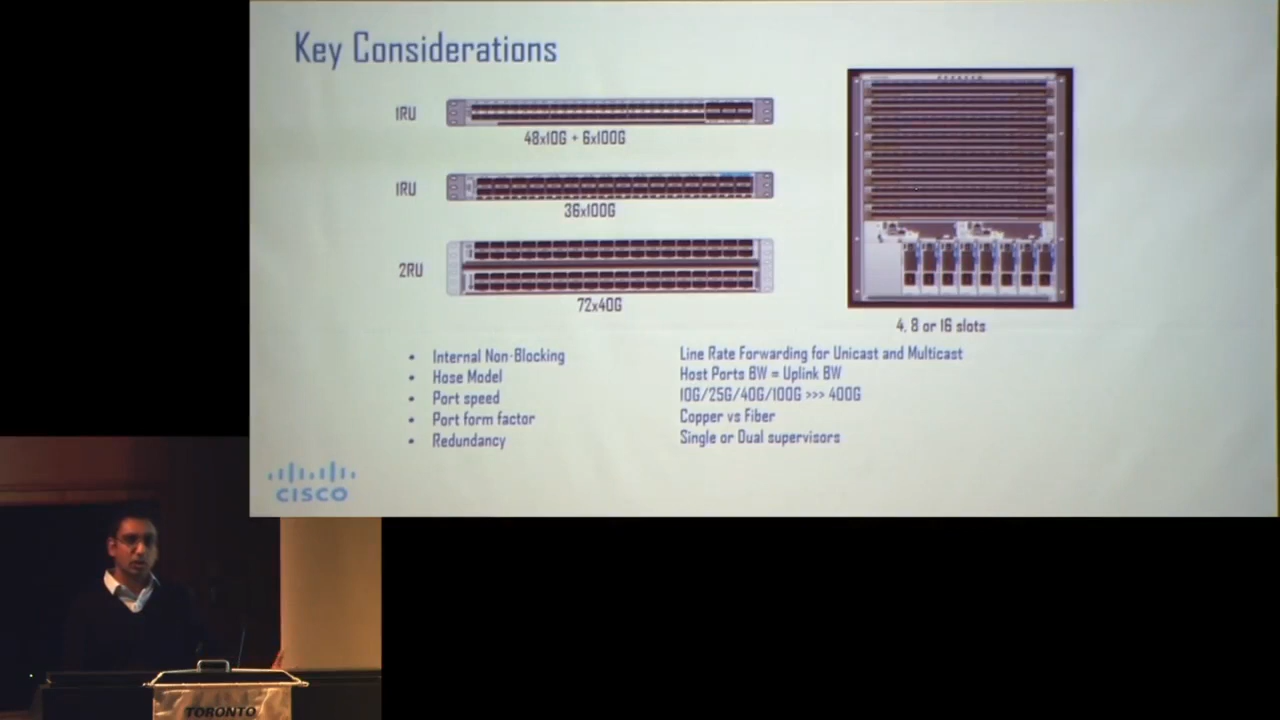 Key Considerations
1RU
48x10G + 6x100G
1RU
36x100G
2RU
72x40G
4, 8 or 16 slots
• Internal Non-Blocking Line Rate Forwarding for Unicast and Multicast
• Hose Model Host Ports BW = Uplink BW
• Port speed 10G/25G/40G/100G >>> 400G
• Port form factor Copper vs Fiber
• Redundancy Single or Dual supervisors
CISCO
TORONTO